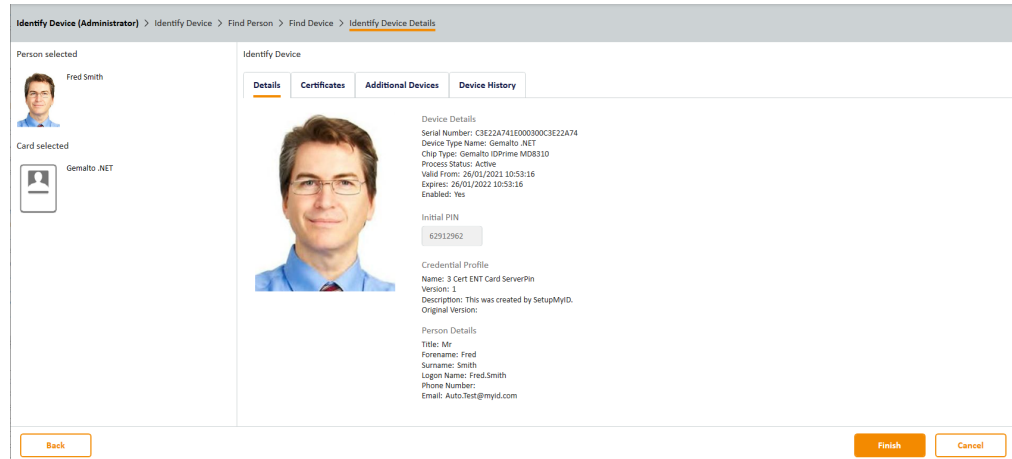 Identify Device (Administrator) > Identify Device > Find Person > Find Device > Identify Device Details
Person selected
Fred Smith
Card selected
Gemalto .NET
Identify Device
Details Certificates Additional Devices Device History
Device Details
Serial Number: C3E22A741E000300C3E22A74
Device Type Name: Gemalto .NET
Chip Type: Gemalto IDPrime MD8310
Process Status: Active
Valid From: 26/01/2021 10:53:16
Expires: 26/01/2022 10:53:16
Enabled: Yes
Initial PIN
62912962
Credential Profile
Name: 3 Cert ENT Card ServerPin
Version: 1
Description: This was created by SetupMyID.
Original Version:
Person Details
Title: Mr
Forename: Fred
Surname: Smith
Logon Name: Fred.Smith
Phone Number:
Email: Auto.Test@myid.com
Back Finish Cancel